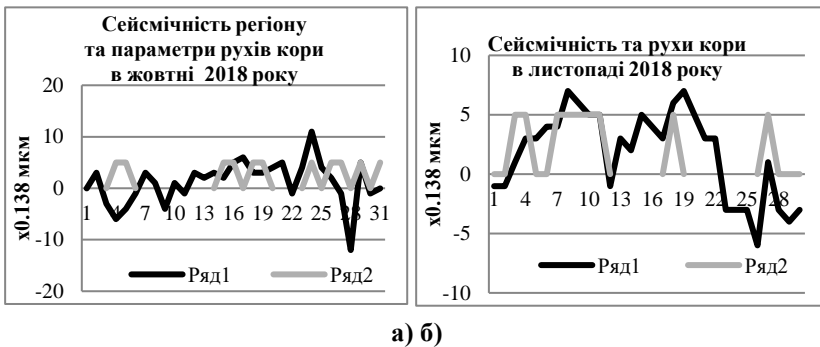 Сейсмічність регіону
та параметри рухів кори
в жовтні 2018 року
х0.138 мкм
20
10
0
-10
-20
1 4 7 10 13 16 19 22 25 28 31
Ряд1 Ряд2
Сейсмічність та рухи кори
в листопаді 2018 року
х0.138 мкм
10
5
0
-5
-10
1 4 7 10 13 16 19 22 25 28
Ряд1 Ряд2
а) б)